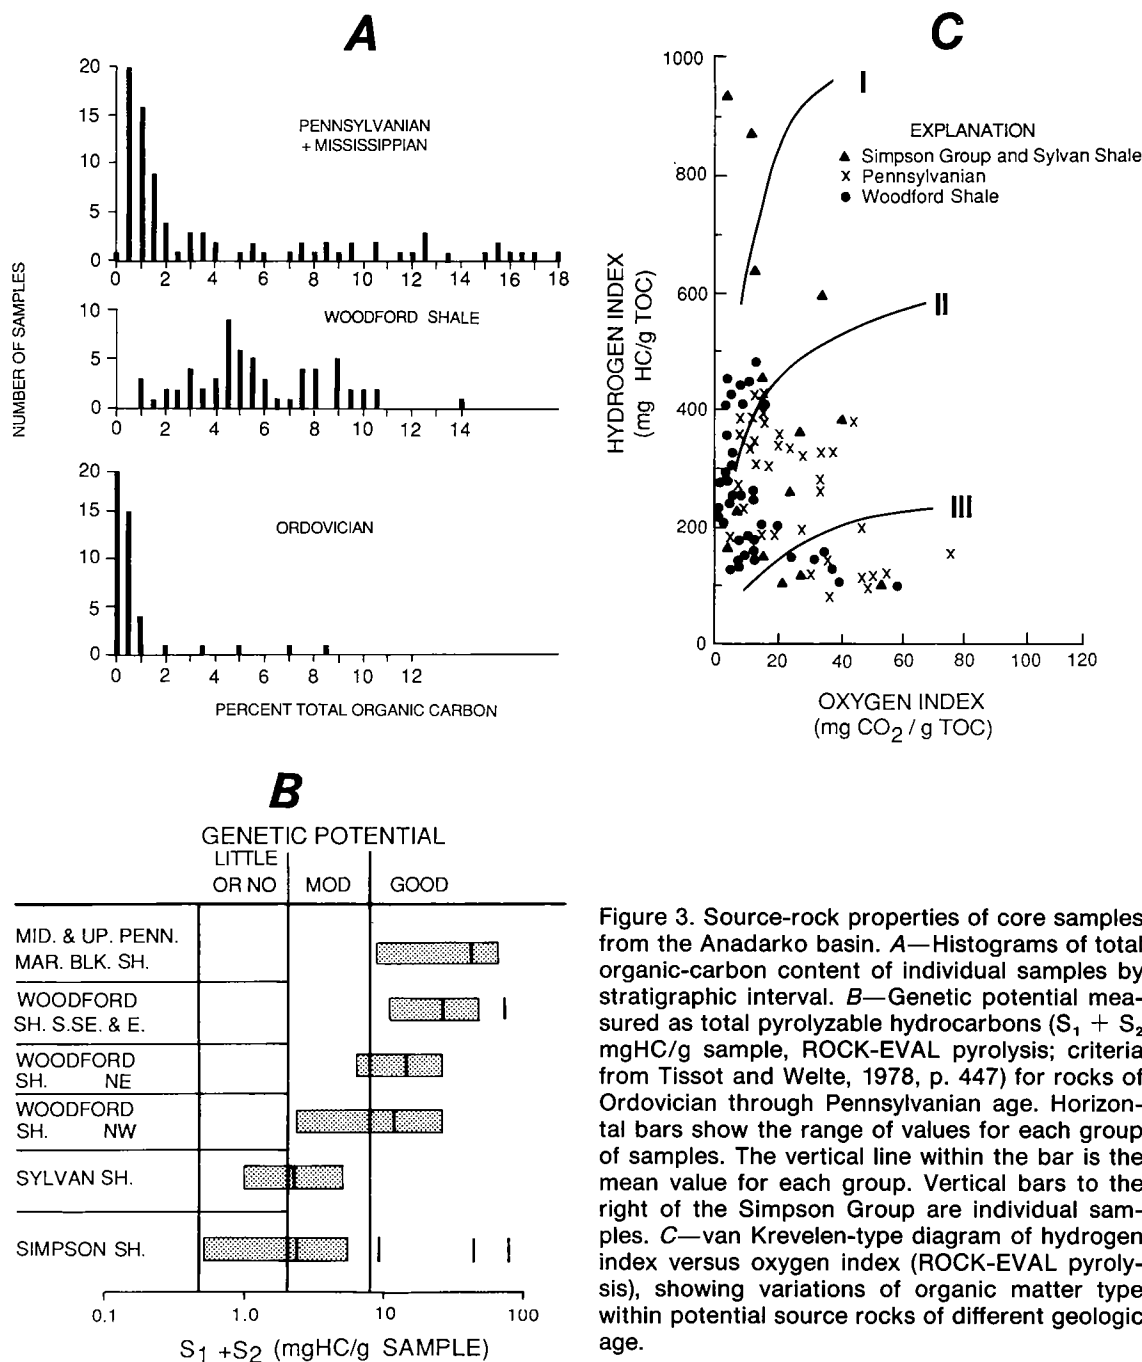 A
20
15
10
5
0
PENNSYLVANIAN
+ MISSISSIPPIAN
0 2 4 6 8 10 12 14 16 18
10
5
0
WOODFORD SHALE
0 2 4 6 8 10 12 14
20
15
10
5
0
ORDOVICIAN
0 2 4 6 8 10 12
NUMBER OF SAMPLES
PERCENT TOTAL ORGANIC CARBON
C
1000
800
600
400
200
0
I
II
III
EXPLANATION
▲ Simpson Group and Sylvan Shale
x Pennsylvanian
● Woodford Shale
HYDROGEN INDEX
(mg HC/g TOC)
0 20 40 60 80 100 120
OXYGEN INDEX
(mg CO₂ / g TOC)
B
GENETIC POTENTIAL
LITTLE
OR NO MOD GOOD
MID. & UP. PENN.
MAR. BLK. SH.
WOODFORD
SH. S.SE. & E.
WOODFORD
SH. NE
WOODFORD
SH. NW
SYLVAN SH.
SIMPSON SH.
0.1 1.0 10 100
S₁ +S₂ (mgHC/g SAMPLE)
Figure 3. Source-rock properties of core samples
from the Anadarko basin. A—Histograms of total
organic-carbon content of individual samples by
stratigraphic interval. B—Genetic potential mea-
sured as total pyrolyzable hydrocarbons (S₁ + S₂
mgHC/g sample, ROCK-EVAL pyrolysis; criteria
from Tissot and Welte, 1978, p. 447) for rocks of
Ordovician through Pennsylvanian age. Horizon-
tal bars show the range of values for each group
of samples. The vertical line within the bar is the
mean value for each group. Vertical bars to the
right of the Simpson Group are individual sam-
ples. C—van Krevelen-type diagram of hydrogen
index versus oxygen index (ROCK-EVAL pyroly-
sis), showing variations of organic matter type
within potential source rocks of different geologic
age.